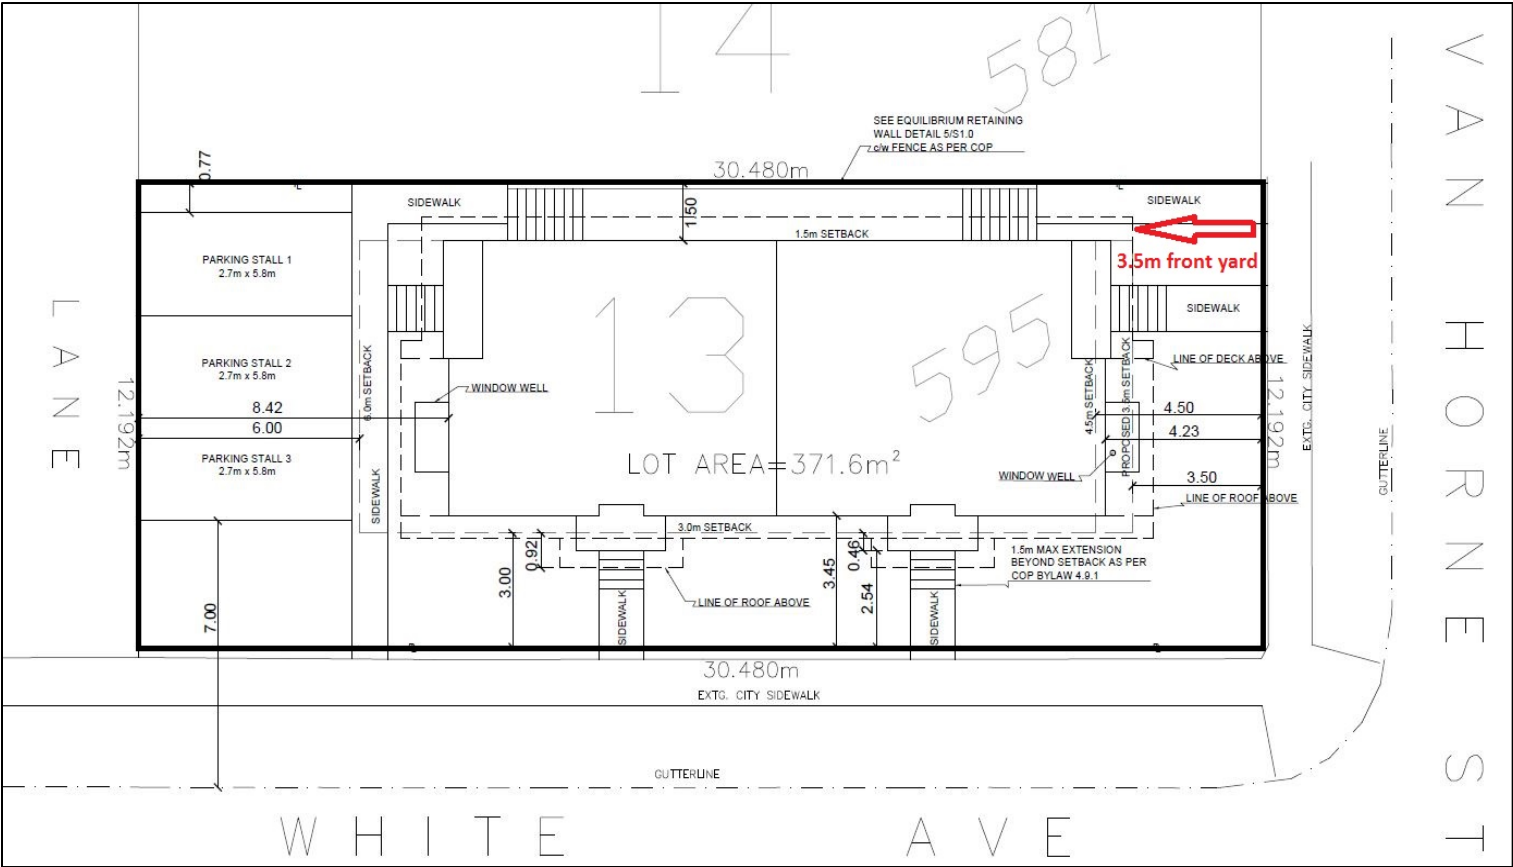 14
581
SEE EQUILIBRIUM RETAINING
WALL DETAIL 5/S1.0
c/w FENCE AS PER COP
0.77
30.480m
SIDEWALK
1.50
1.5m SETBACK
SIDEWALK
3.5m front yard
PARKING STALL 1
2.7m x 5.8m
SIDEWALK
13
595
LANE
12.192m
PARKING STALL 2
2.7m x 5.8m
6.0m SETBACK
WINDOW WELL
4.5m SETBACK
PROPOSED 3.5m SETBACK
LINE OF DECK ABOVE
12.192m
EXTG. CITY SIDEWALK
8.42
6.00
4.50
4.23
PARKING STALL 3
2.7m x 5.8m
SIDEWALK
LOT AREA=371.6m²
WINDOW WELL
3.50
LINE OF ROOF ABOVE
GUTTERLINE
3.0m SETBACK
7.00
3.00
0.92
LINE OF ROOF ABOVE
SIDEWALK
3.45
0.46
2.54
SIDEWALK
1.5m MAX EXTENSION
BEYOND SETBACK AS PER
COP BYLAW 4.9.1
30.480m
EXTG. CITY SIDEWALK
GUTTERLINE
WHITE AVE
VAN HORNE ST